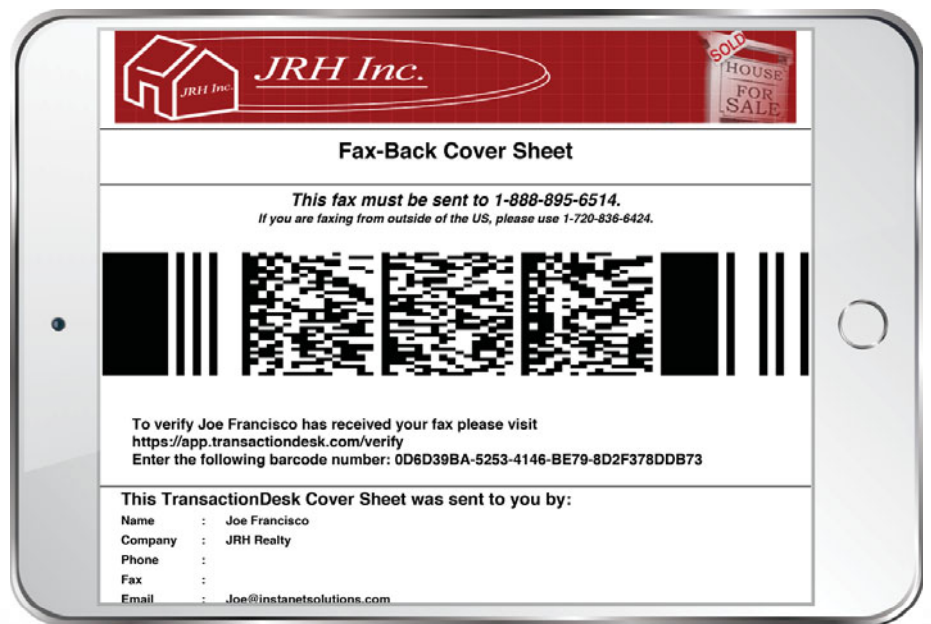 JRH Inc.
JRH Inc.
SOLD
HOUSE
FOR
SALE
Fax-Back Cover Sheet
This fax must be sent to 1-888-895-6514.
If you are faxing from outside of the US, please use 1-720-836-6424.
To verify Joe Francisco has received your fax please visit
https://app.transactiondesk.com/verify
Enter the following barcode number: 0D6D39BA-5253-4146-BE79-8D2F378DDB73
This TransactionDesk Cover Sheet was sent to you by:
Name : Joe Francisco
Company : JRH Realty
Phone :
Fax :
Email : Joe@instanetsolutions.com